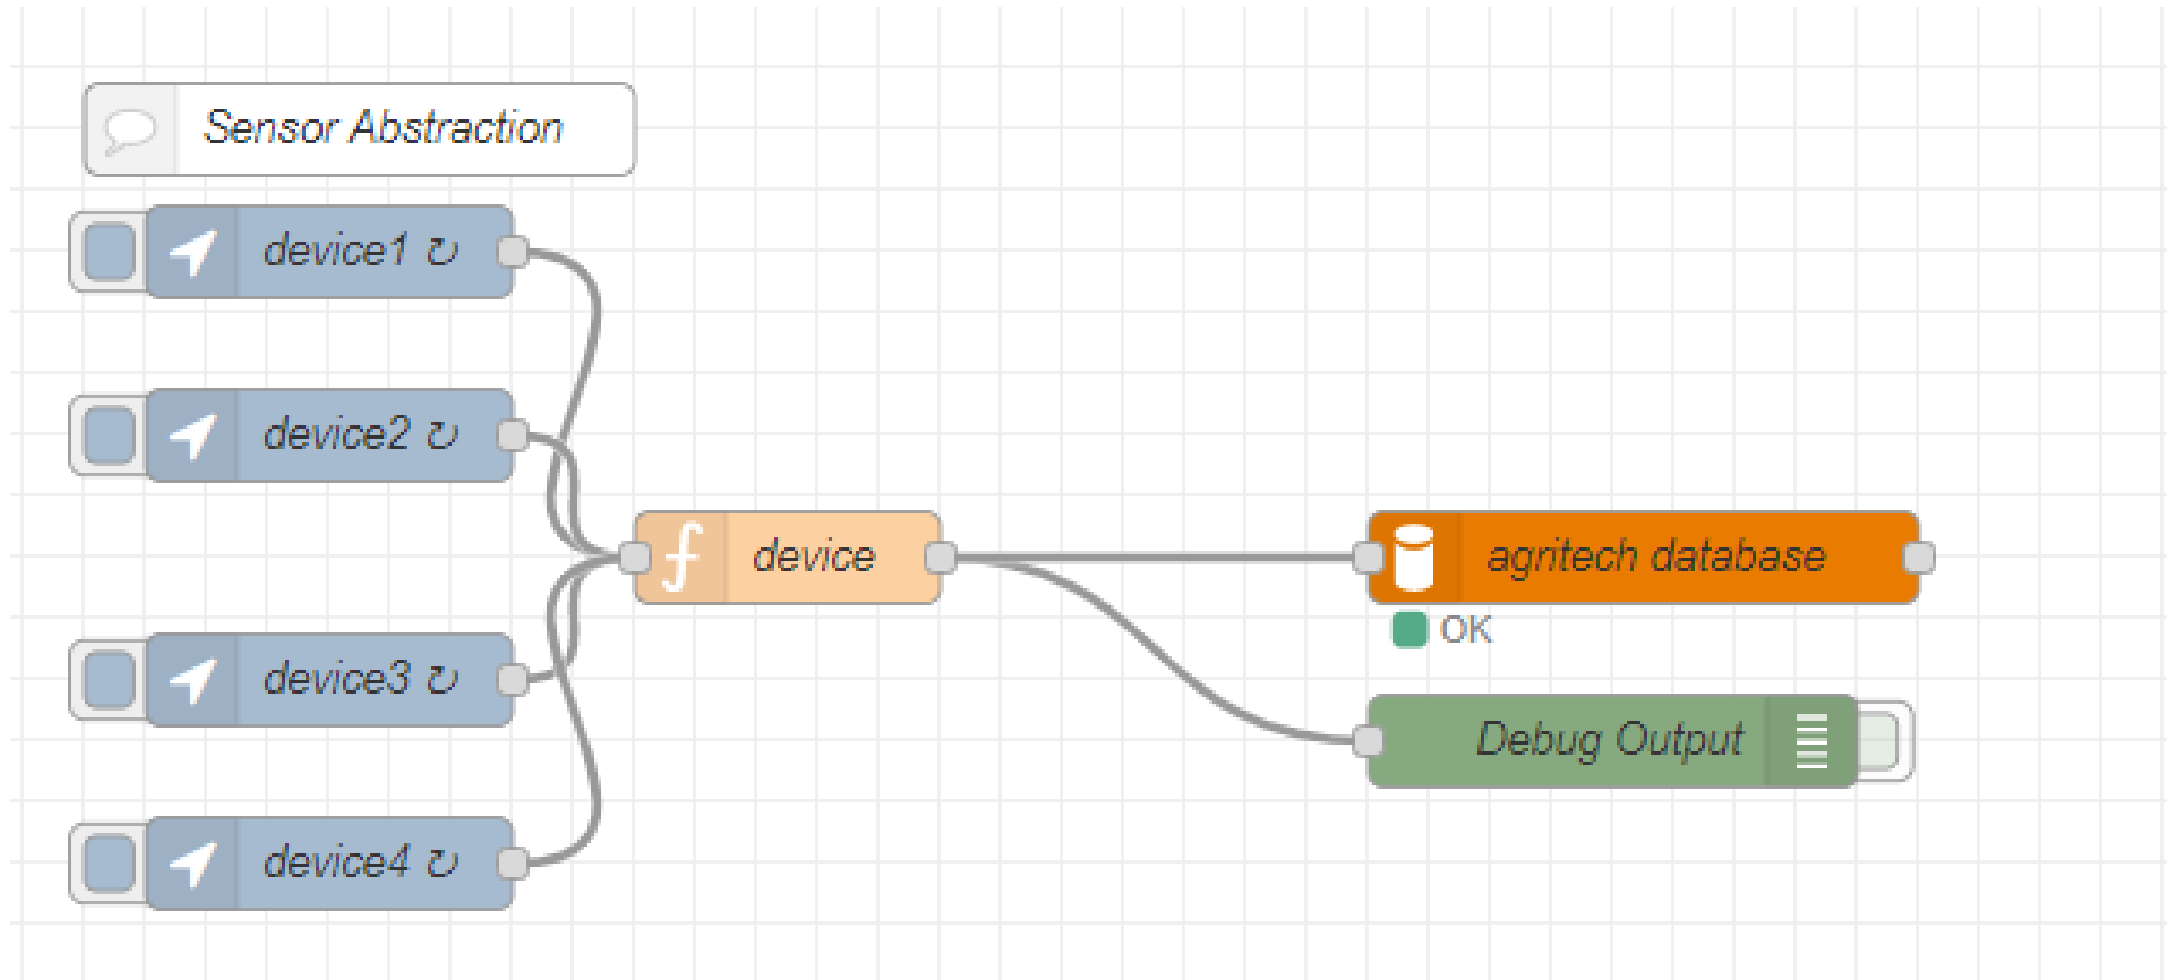 Sensor Abstraction
device1 ↻
device2 ↻
device
agritech database
OK
device3 ↻
Debug Output
device4 ↻